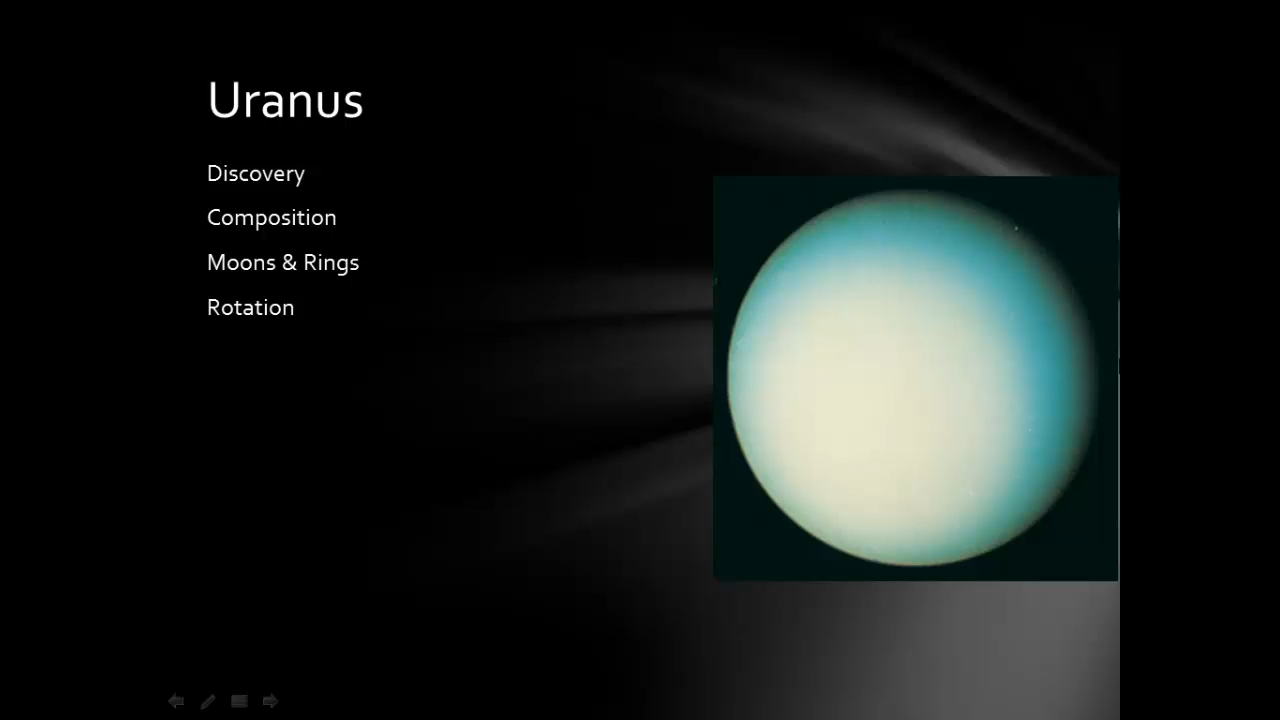 Uranus
Discovery
Composition
Moons & Rings
Rotation